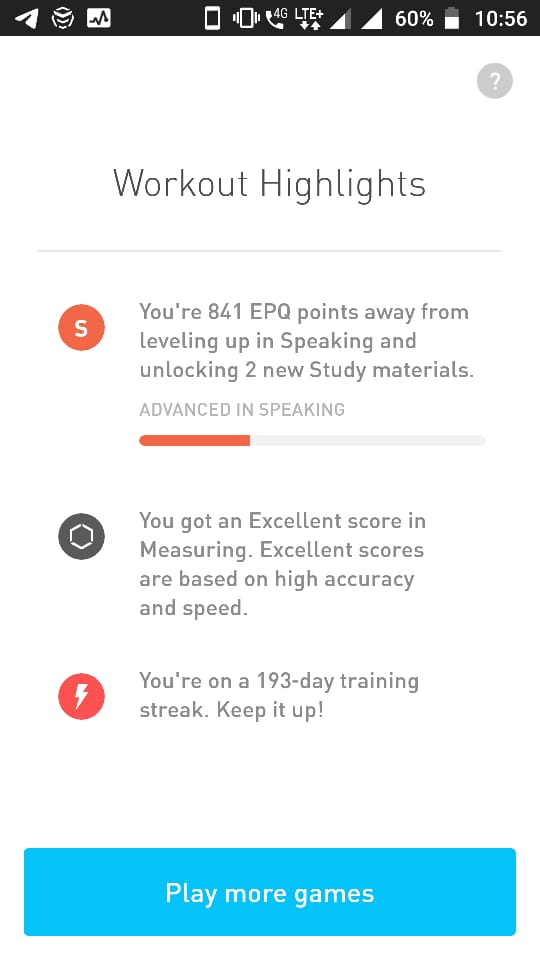 4G LTE+ 60% 10:56
?
Workout Highlights
S
You're 841 EPQ points away from
leveling up in Speaking and
unlocking 2 new Study materials.
ADVANCED IN SPEAKING
You got an Excellent score in
Measuring. Excellent scores
are based on high accuracy
and speed.
You're on a 193-day training
streak. Keep it up!
Play more games